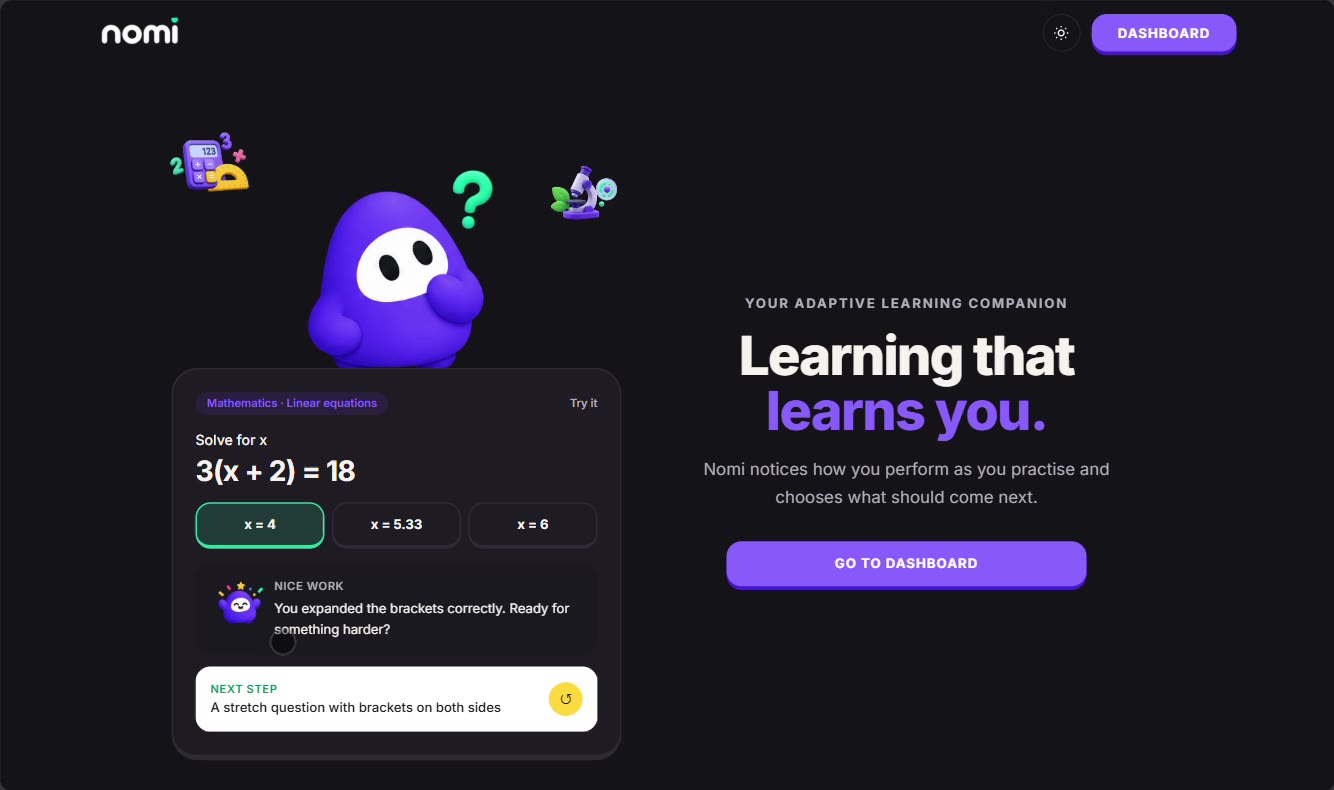 nomi
DASHBOARD
2
3
123
+ −
× =
?
YOUR ADAPTIVE LEARNING COMPANION
Learning that
learns you.
Nomi notices how you perform as you practise and
chooses what should come next.
GO TO DASHBOARD
Mathematics · Linear equations
Try it
Solve for x
3(x + 2) = 18
x = 4
x = 5.33
x = 6
NICE WORK
You expanded the brackets correctly. Ready for
something harder?
NEXT STEP
A stretch question with brackets on both sides